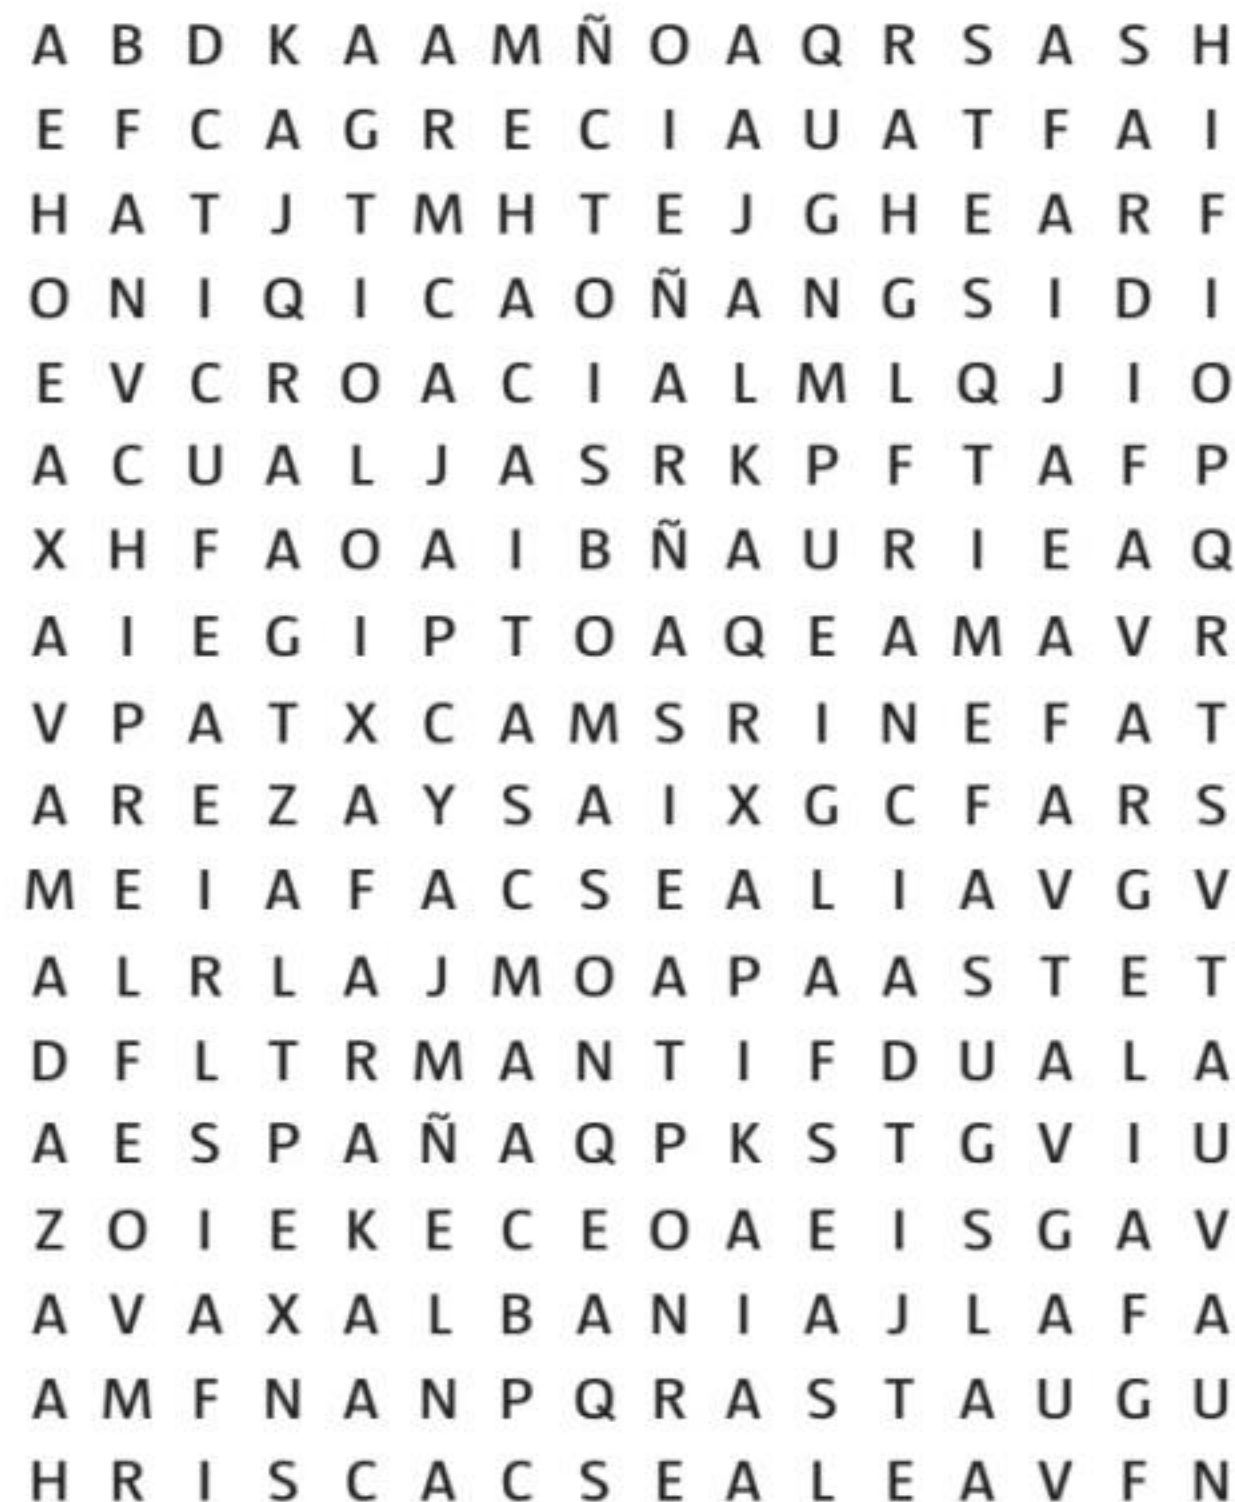 A B D K A A M Ñ O A Q R S A S H
E F C A G R E C I A U A T F A I
H A T J T M H T E J G H E A R F
O N I Q I C A O Ñ A N G S I D I
E V C R O A C I A L M L Q J I O
A C U A L J A S R K P F T A F P
X H F A O A I B Ñ A U R I E A Q
A I E G I P T O A Q E A M A V R
V P A T X C A M S R I N E F A T
A R E Z A Y S A I X G C F A R S
M E I A F A C S E A L I A V G V
A L R L A J M O A P A A S T E T
D F L T R M A N T I F D U A L A
A E S P A Ñ A Q P K S T G V I U
Z O I E K E C E O A E I S G A V
A V A X A L B A N I A J L A F A
A M F N A N P Q R A S T A U G U
H R I S C A C S E A L E A V F N